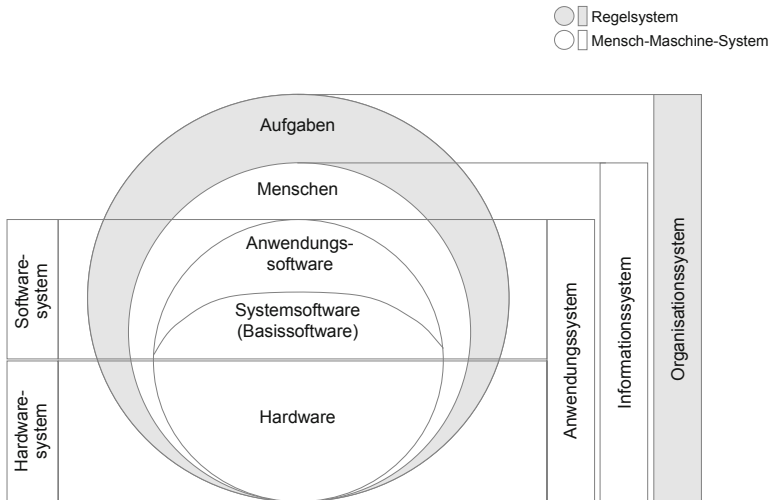 Regelsystem
Mensch-Maschine-System
Aufgaben
Menschen
Anwendungs-
software
Systemsoftware
(Basissoftware)
Hardware
Software-
system
Hardware-
system
Anwendungssystem
Informationssystem
Organisationssystem